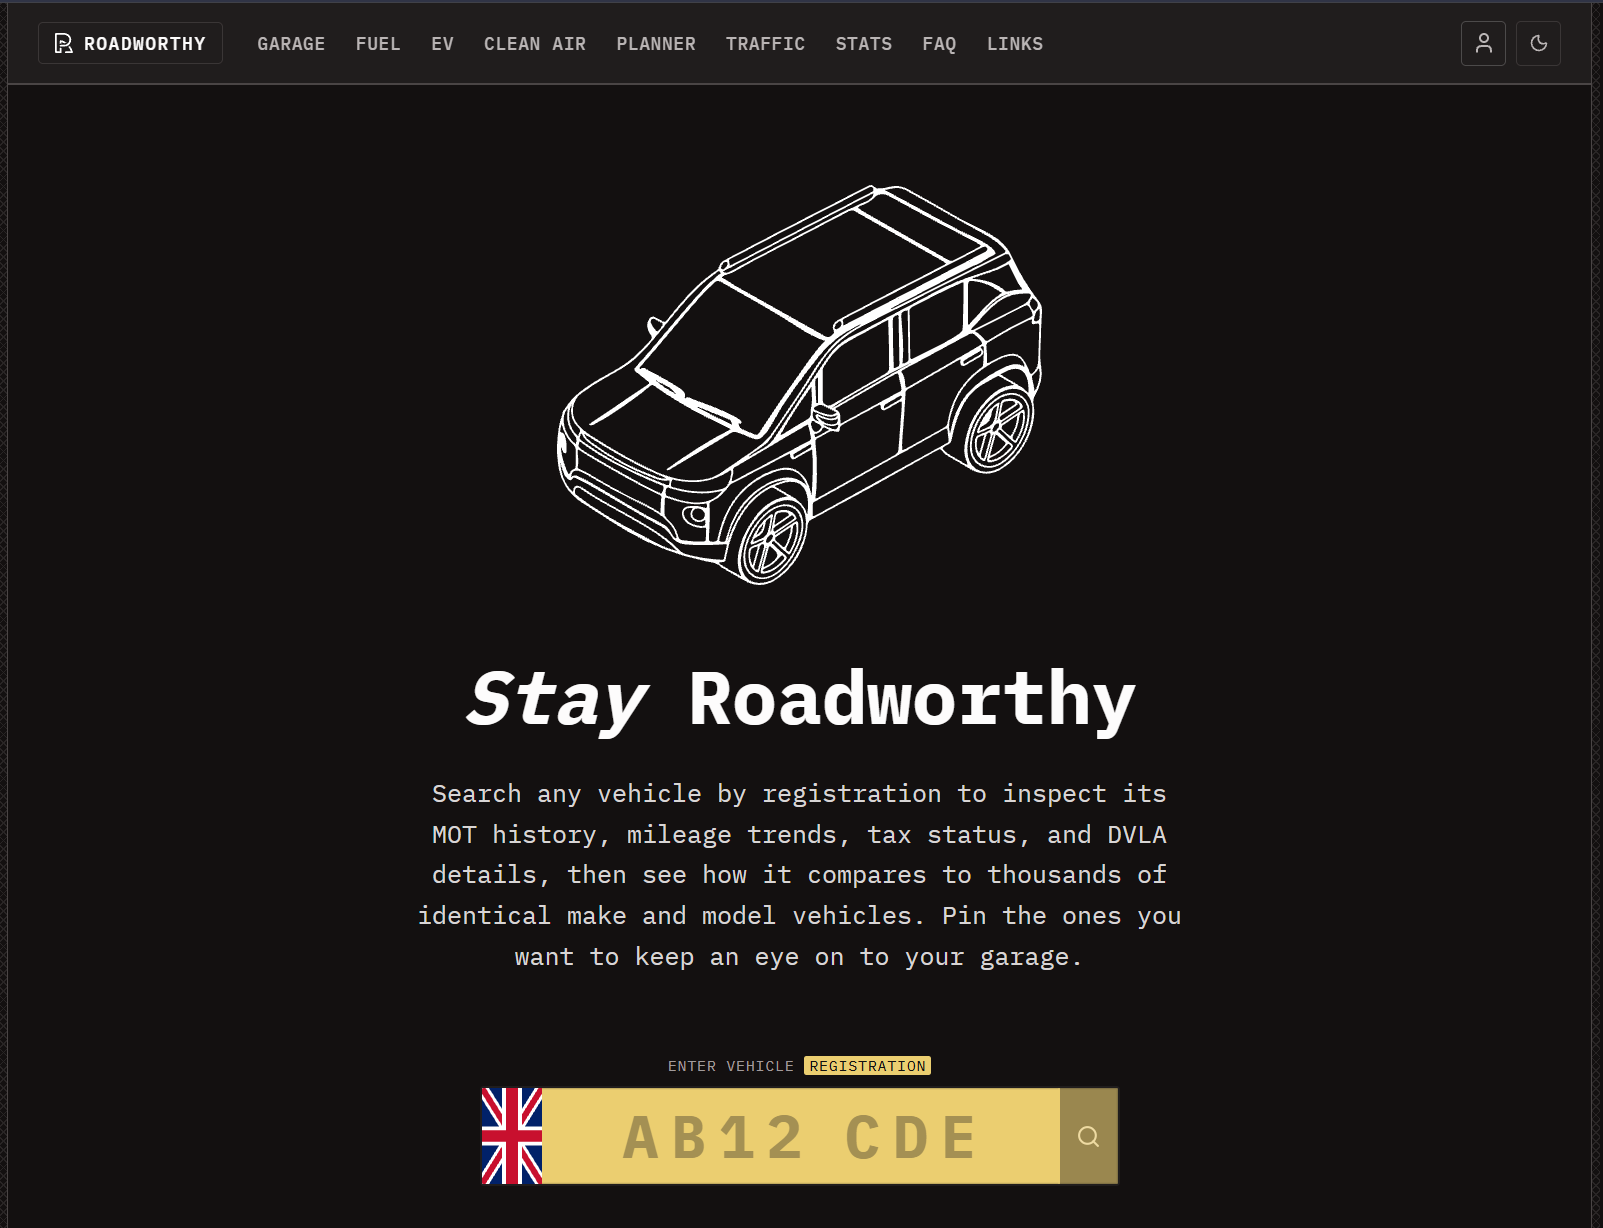 ROADWORTHY GARAGE FUEL EV CLEAN AIR PLANNER TRAFFIC STATS FAQ LINKS
Stay Roadworthy
Search any vehicle by registration to inspect its
MOT history, mileage trends, tax status, and DVLA
details, then see how it compares to thousands of
identical make and model vehicles. Pin the ones you
want to keep an eye on to your garage.
ENTER VEHICLE REGISTRATION
AB12 CDE